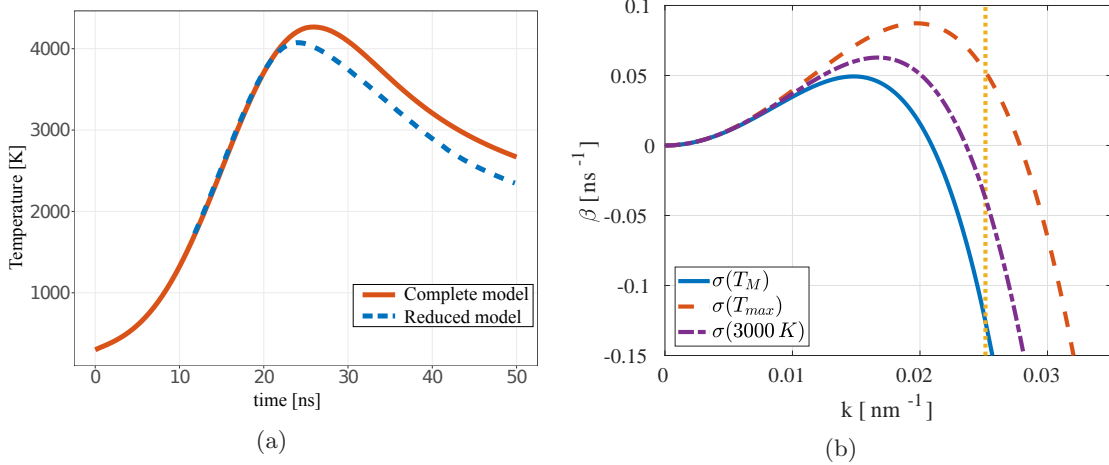 4000
3000
2000
1000
Temperature [K]
Complete model
Reduced model
0
10
20
30
40
50
time [ns]
(a)
0.1
0.05
0
-0.05
-0.1
-0.15
β [ ns⁻¹]
σ(T_M)
σ(T_max)
σ(3000 K)
0
0.01
0.02
0.03
k [ nm⁻¹]
(b)